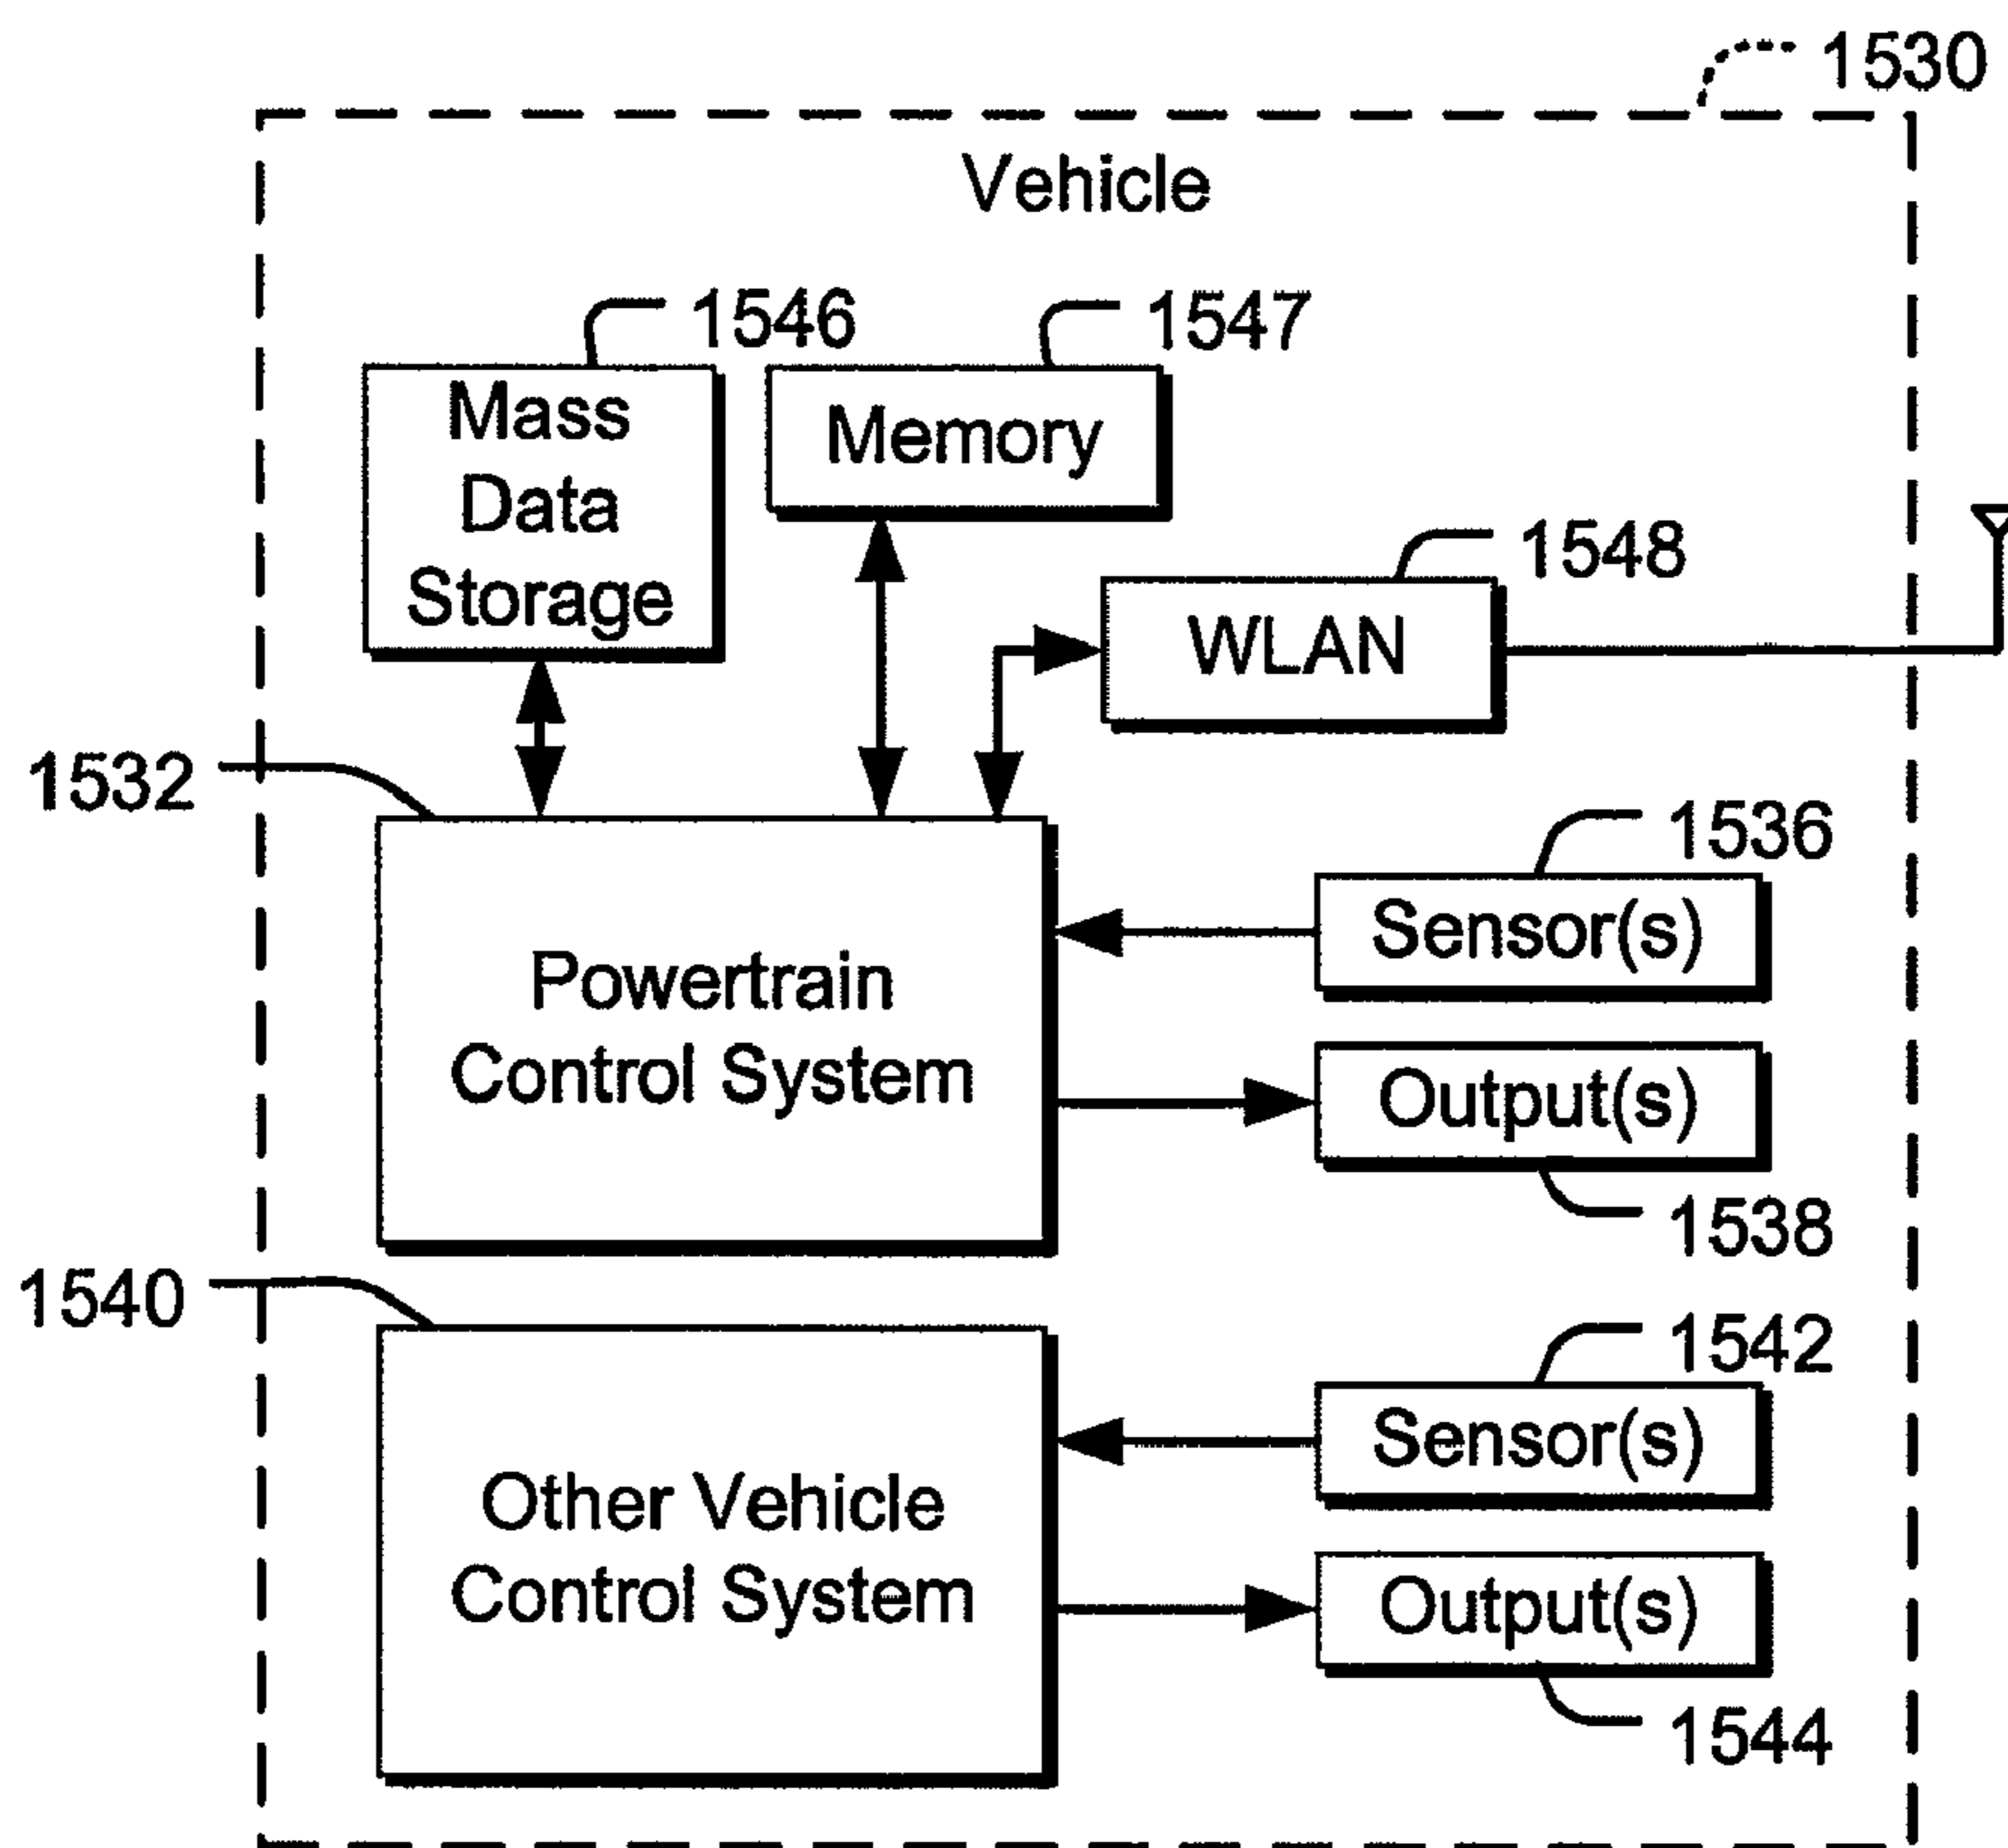 1530
Vehicle
1546
1547
Mass
Data
Storage
Memory
1548
WLAN
1532
1536
Sensor(s)
Powertrain
Control System
Output(s)
1538
1540
1542
Sensor(s)
Other Vehicle
Control System
Output(s)
1544